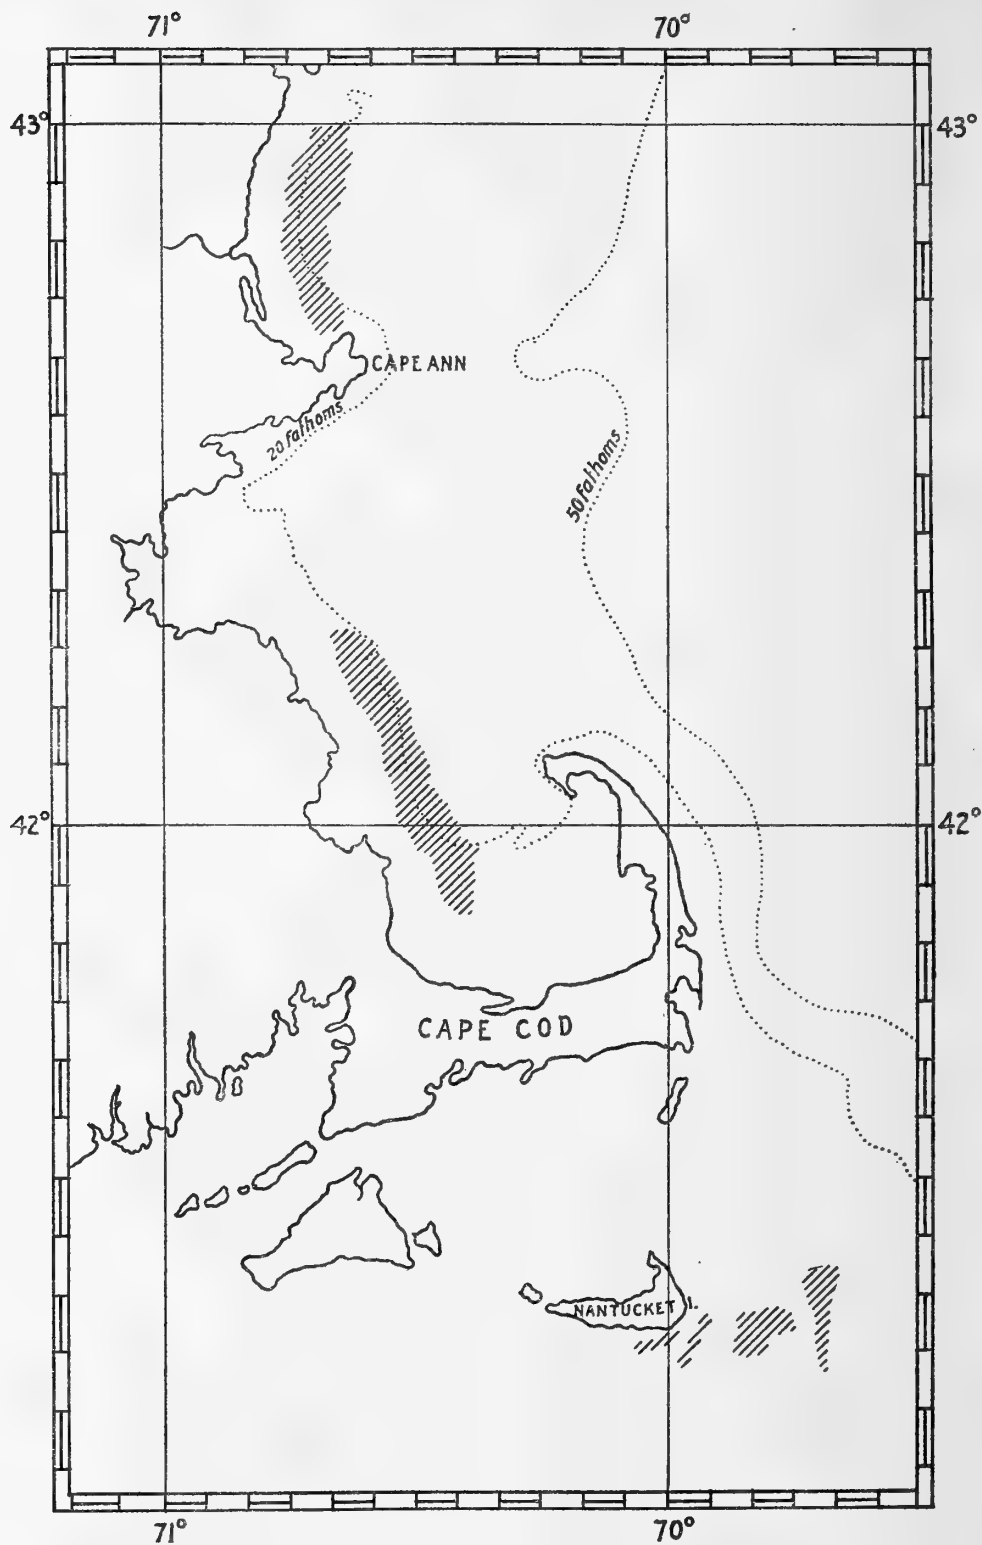 71° 70°
43° 43°
CAPE ANN
20 Fathoms
50 Fathoms
42° 42°
CAPE COD
NANTUCKET I.
71° 70°